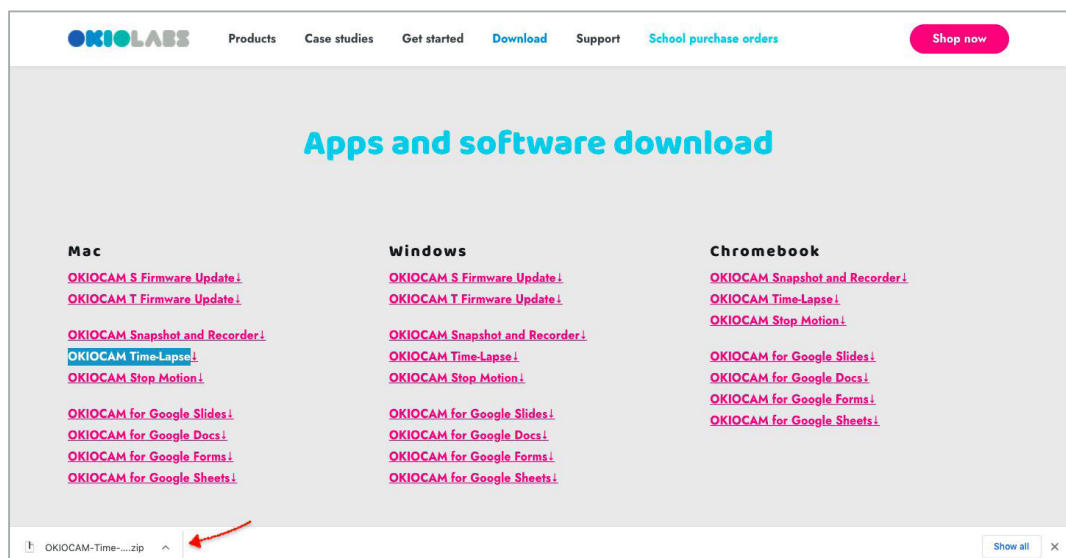 OKIOLABS Products Case studies Get started Download Support School purchase orders Shop now
Apps and software download
Mac
OKIOCAM S Firmware Update↓
OKIOCAM T Firmware Update↓
OKIOCAM Snapshot and Recorder↓
OKIOCAM Time-Lapse↓
OKIOCAM Stop Motion↓
OKIOCAM for Google Slides↓
OKIOCAM for Google Docs↓
OKIOCAM for Google Forms↓
OKIOCAM for Google Sheets↓
Windows
OKIOCAM S Firmware Update↓
OKIOCAM T Firmware Update↓
OKIOCAM Snapshot and Recorder↓
OKIOCAM Time-Lapse↓
OKIOCAM Stop Motion↓
OKIOCAM for Google Slides↓
OKIOCAM for Google Docs↓
OKIOCAM for Google Forms↓
OKIOCAM for Google Sheets↓
Chromebook
OKIOCAM Snapshot and Recorder↓
OKIOCAM Time-Lapse↓
OKIOCAM Stop Motion↓
OKIOCAM for Google Slides↓
OKIOCAM for Google Docs↓
OKIOCAM for Google Forms↓
OKIOCAM for Google Sheets↓
OKIOCAM-Time-....zip Show all